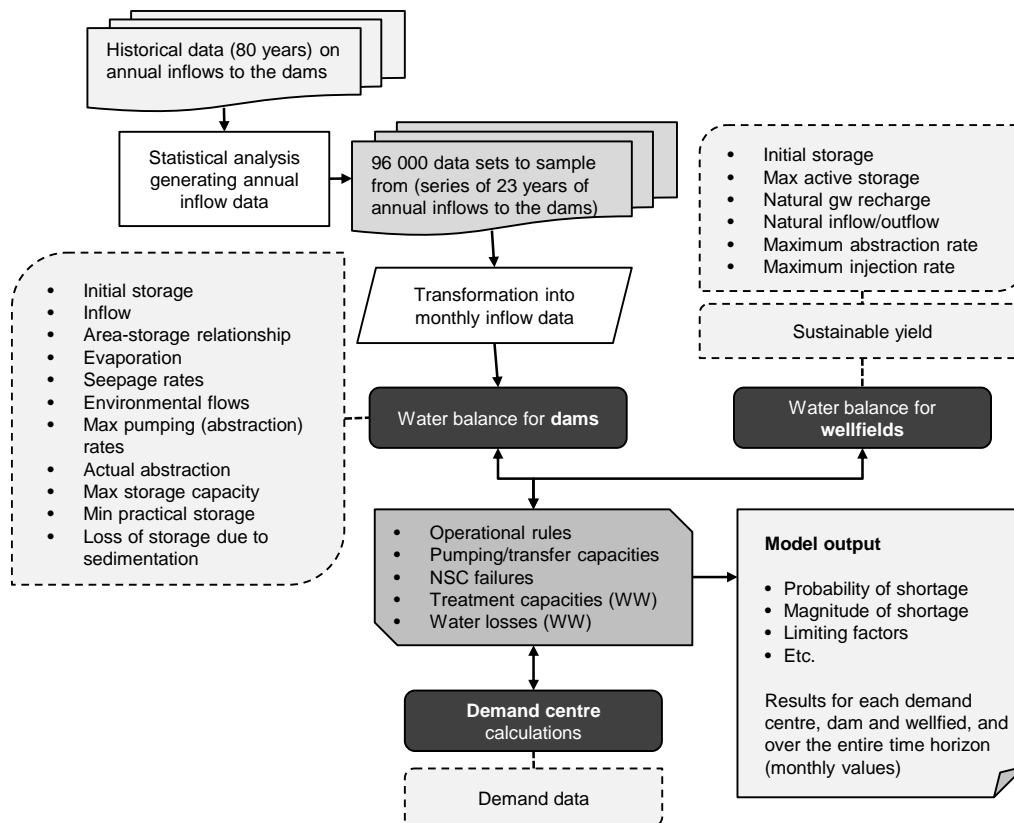 Historical data (80 years) on
annual inflows to the dams
Statistical analysis
generating annual
inflow data
96 000 data sets to sample
from (series of 23 years of
annual inflows to the dams)
• Initial storage
• Max active storage
• Natural gw recharge
• Natural inflow/outflow
• Maximum abstraction rate
• Maximum injection rate
Sustainable yield
Transformation into
monthly inflow data
• Initial storage
• Inflow
• Area-storage relationship
• Evaporation
• Seepage rates
• Environmental flows
• Max pumping (abstraction)
rates
• Actual abstraction
• Max storage capacity
• Min practical storage
• Loss of storage due to
sedimentation
Water balance for dams
Water balance for
wellfields
• Operational rules
• Pumping/transfer capacities
• NSC failures
• Treatment capacities (WW)
• Water losses (WW)
Model output
• Probability of shortage
• Magnitude of shortage
• Limiting factors
• Etc.
Results for each demand
centre, dam and wellfied, and
over the entire time horizon
(monthly values)
Demand centre
calculations
Demand data